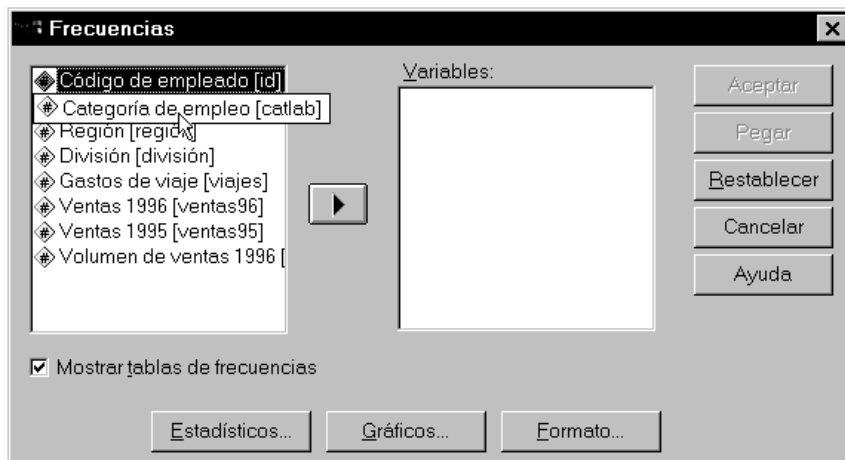 Frecuencias
Código de empleado [id]
Categoría de empleo [catlab]
Región [región]
División [división]
Gastos de viaje [viajes]
Ventas 1996 [ventas96]
Ventas 1995 [ventas95]
Volumen de ventas 1996 [
Variables:
Aceptar
Pegar
Restablecer
Cancelar
Ayuda
Mostrar tablas de frecuencias
Estadísticos...
Gráficos...
Formato...